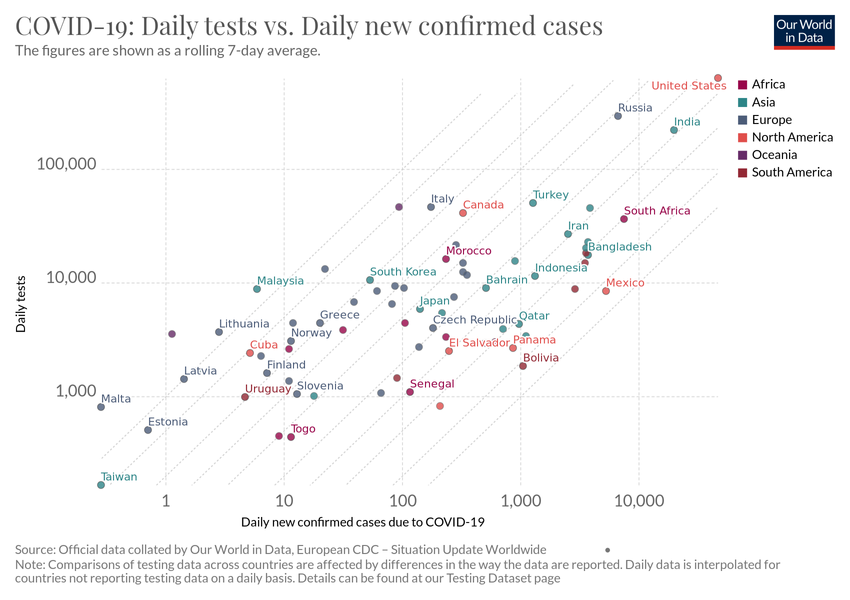 COVID-19: Daily tests vs. Daily new confirmed cases
The figures are shown as a rolling 7-day average.
Our World
in Data
United States
Africa
Asia
Europe
North America
Oceania
South America
Russia
India
100,000
Italy
Canada
Turkey
South Africa
Iran
Morocco
Bangladesh
South Korea
Indonesia
Malaysia
Bahrain
Mexico
10,000
Daily tests
Japan
Greece
Lithuania
Czech Republic
Qatar
Norway
Cuba
El Salvador
Panama
Finland
Bolivia
Latvia
Uruguay
Slovenia
Senegal
1,000
Malta
Estonia
Togo
Taiwan
1
10
100
1,000
10,000
Daily new confirmed cases due to COVID-19
Source: Official data collated by Our World in Data, European CDC – Situation Update Worldwide
Note: Comparisons of testing data across countries are affected by differences in the way the data are reported. Daily data is interpolated for
countries not reporting testing data on a daily basis. Details can be found at our Testing Dataset page